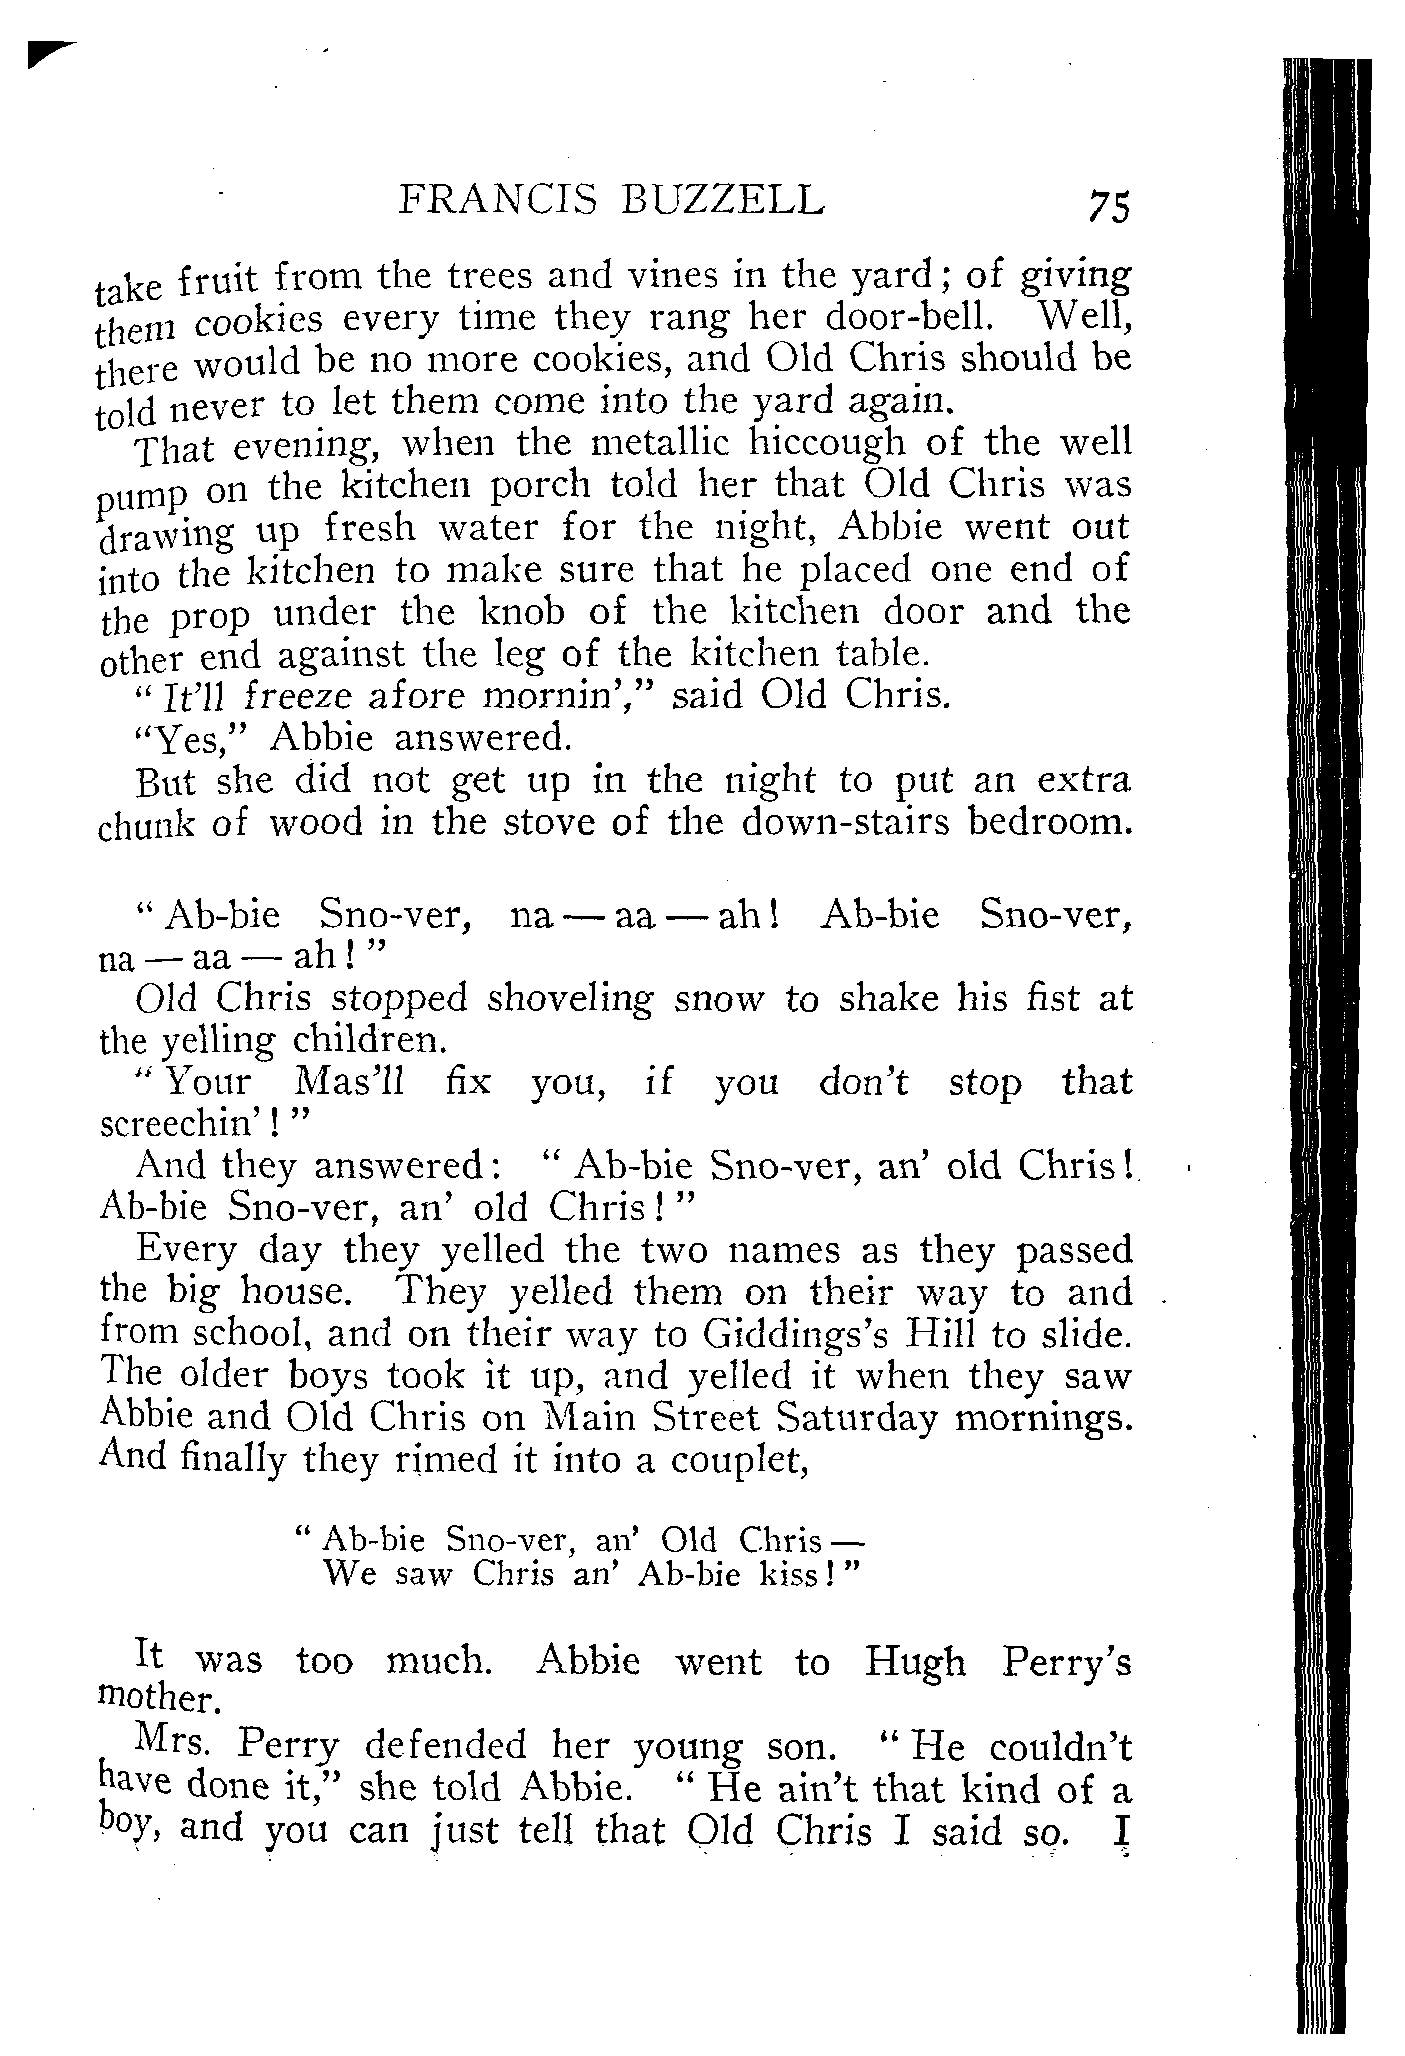 FRANCIS BUZZELL 75
take fruit from the trees and vines in the yard; of giving
them cookies every time they rang her door-bell. Well,
there would be no more cookies, and Old Chris should be
told never to let them come into the yard again.
That evening, when the metallic hiccough of the well
pump on the kitchen porch told her that Old Chris was
drawing up fresh water for the night, Abbie went out
into the kitchen to make sure that he placed one end of
the prop under the knob of the kitchen door and the
other end against the leg of the kitchen table.
"It'll freeze afore mornin'," said Old Chris.
"Yes," Abbie answered.
But she did not get up in the night to put an extra
chunk of wood in the stove of the down-stairs bedroom.
"Ab-bie Sno-ver, na — aa — ah! Ab-bie Sno-ver,
na — aa — ah!"
Old Chris stopped shoveling snow to shake his fist at
the yelling children.
"Your Mas'll fix you, if you don't stop that
screechin'!"
And they answered: "Ab-bie Sno-ver, an' old Chris!
Ab-bie Sno-ver, an' old Chris!"
Every day they yelled the two names as they passed
the big house. They yelled them on their way to and
from school, and on their way to Giddings's Hill to slide.
The older boys took it up, and yelled it when they saw
Abbie and Old Chris on Main Street Saturday mornings.
And finally they rimed it into a couplet,
"Ab-bie Sno-ver, an' Old Chris —
We saw Chris an' Ab-bie kiss!"
It was too much. Abbie went to Hugh Perry's
mother.
Mrs. Perry defended her young son. "He couldn't
have done it," she told Abbie. "He ain't that kind of a
boy, and you can just tell that Old Chris I said so. I